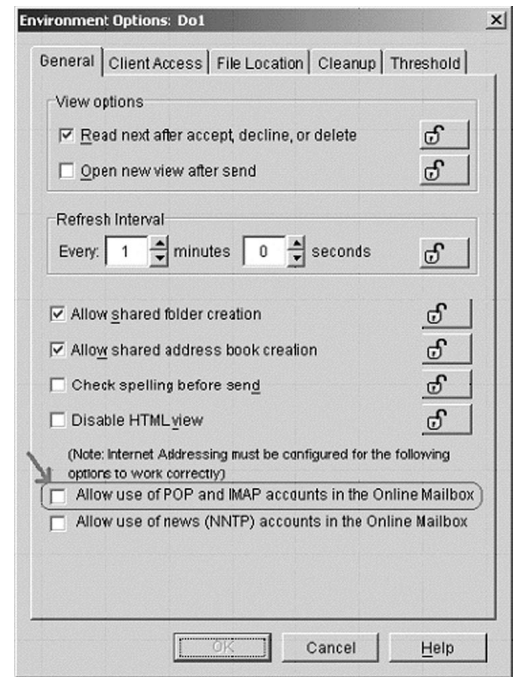 Environment Options: Do1
General Client Access File Location Cleanup Threshold
View options
Read next after accept, decline, or delete
Open new view after send
Refresh Interval
Every: 1 minutes 0 seconds
Allow shared folder creation
Allow shared address book creation
Check spelling before send
Disable HTML view
(Note: Internet Addressing must be configured for the following
options to work correctly)
Allow use of POP and IMAP accounts in the Online Mailbox
Allow use of news (NNTP) accounts in the Online Mailbox
OK Cancel Help